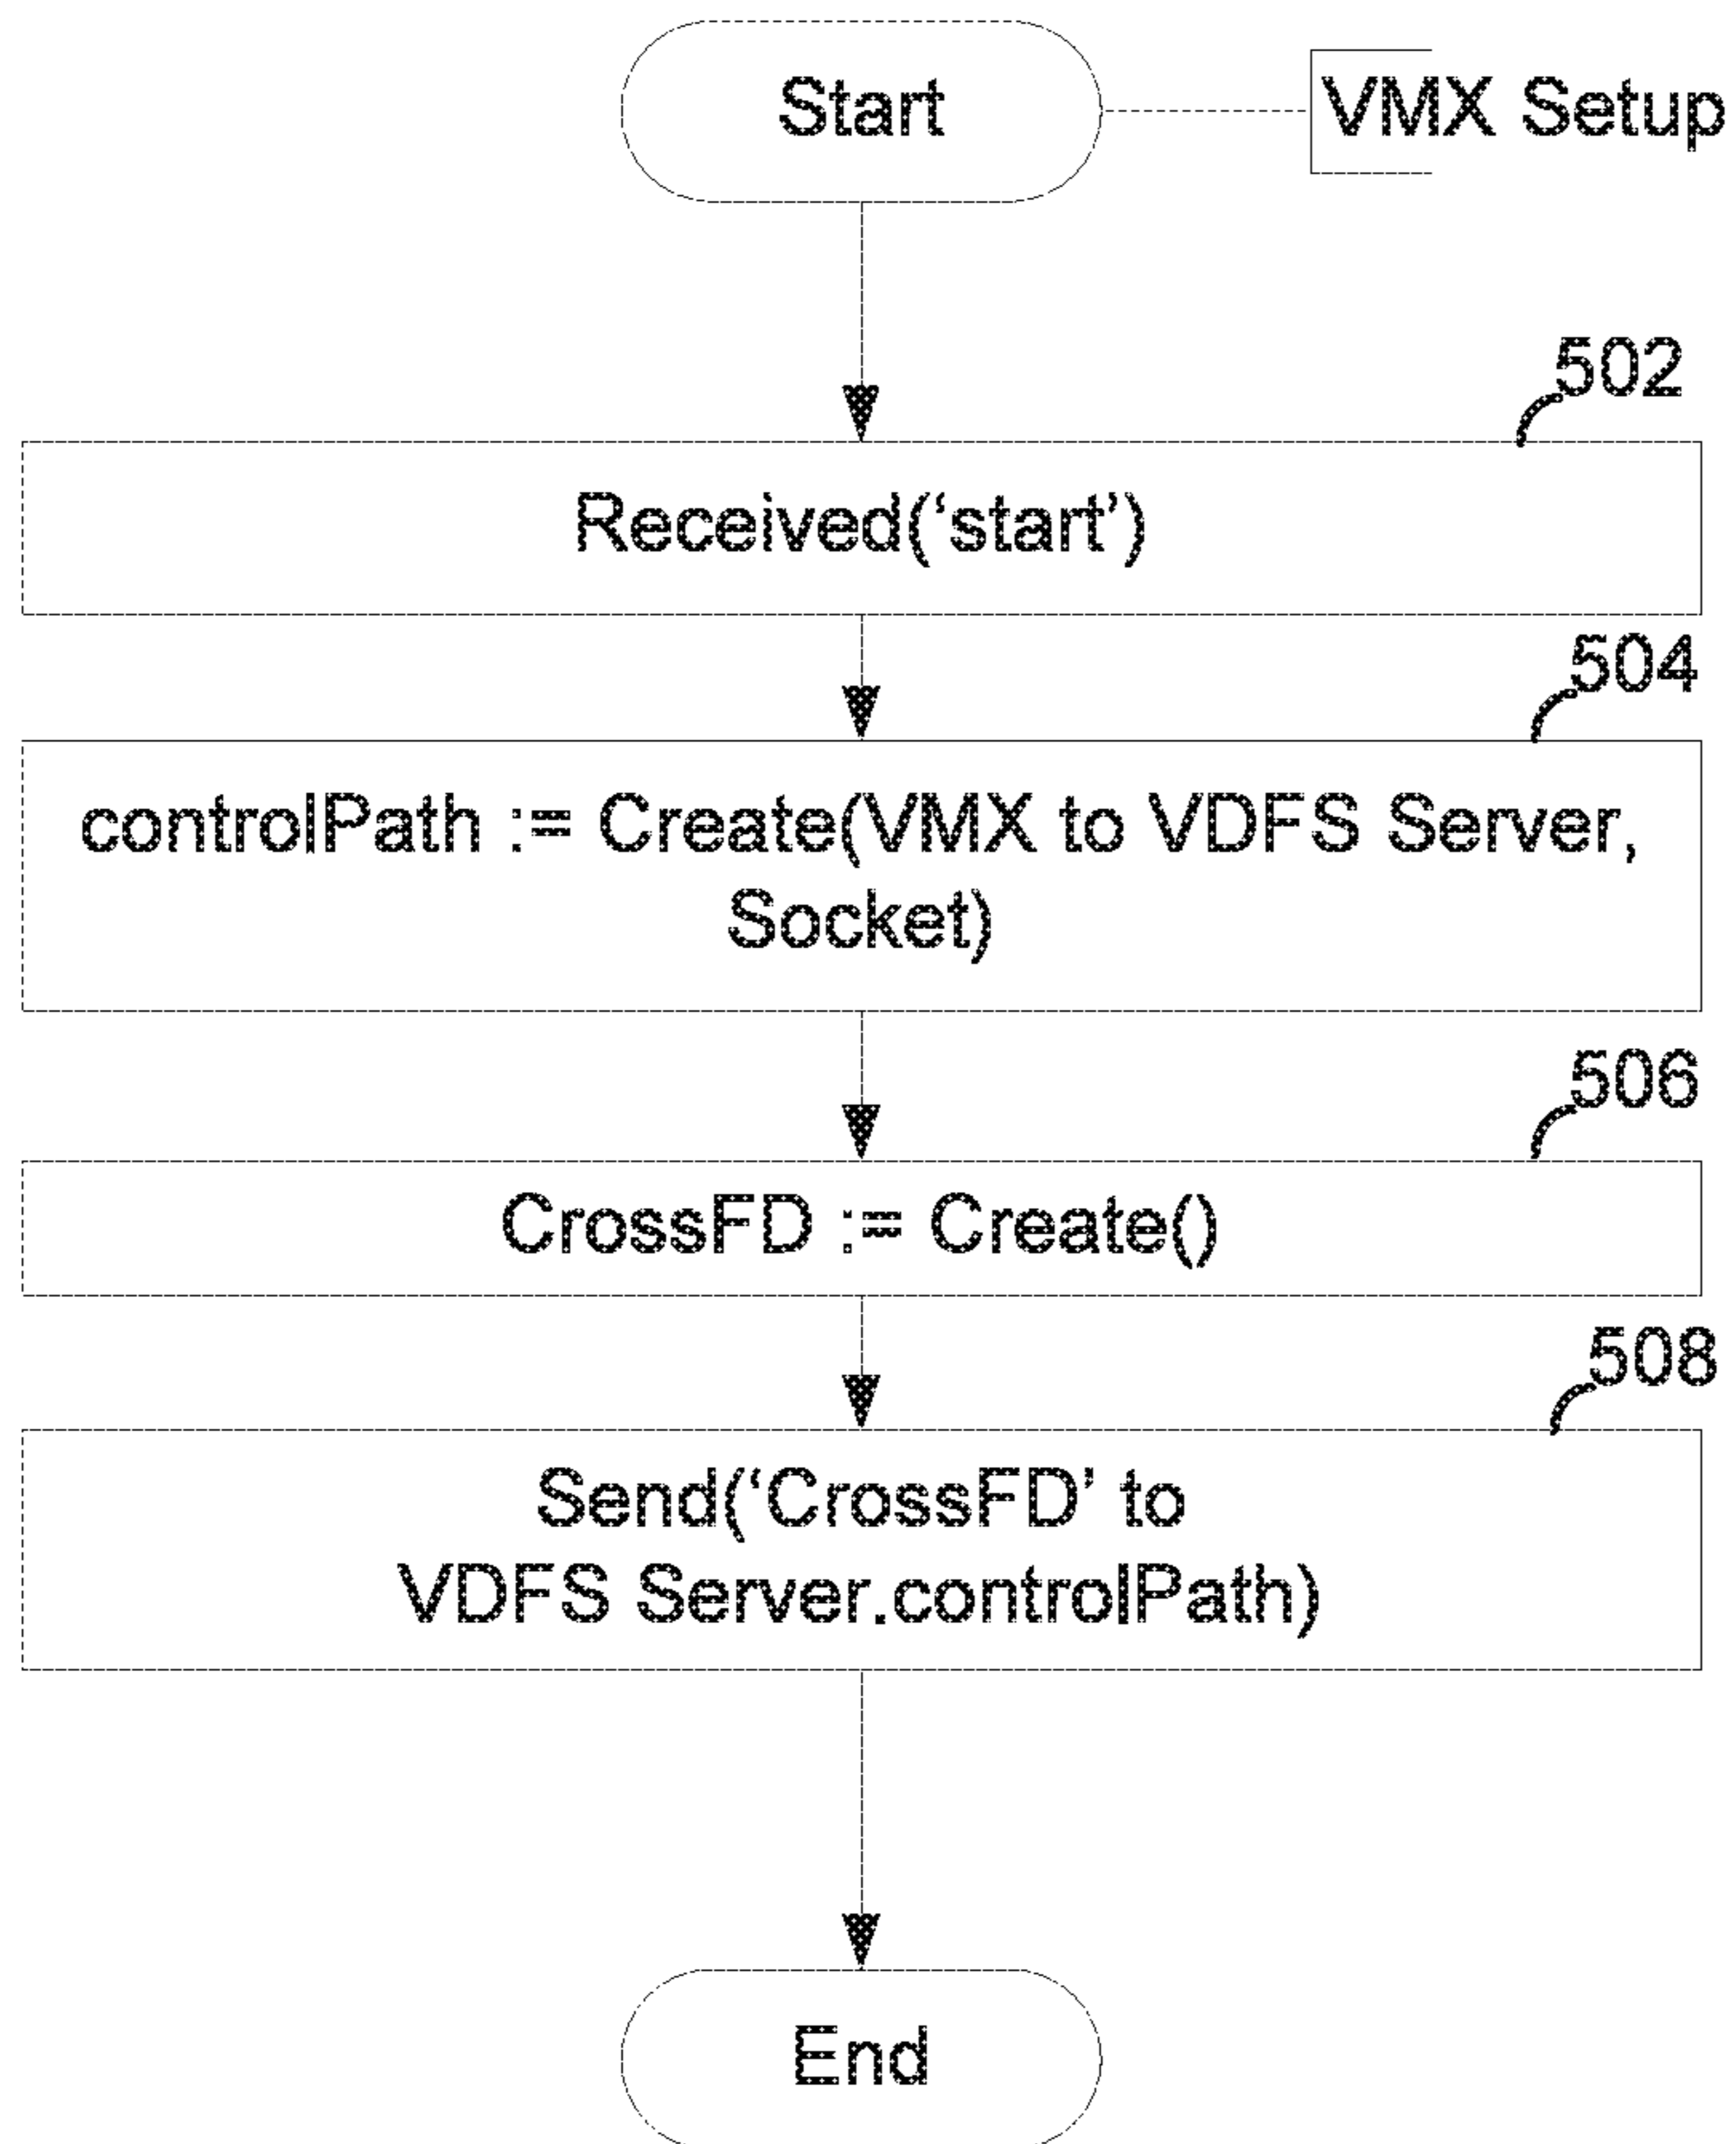 Start
VMX Setup
502
Received(‘start’)
504
controlPath := Create(VMX to VDFS Server,
Socket)
506
CrossFD := Create()
508
Send(‘CrossFD’ to
VDFS Server.controlPath)
End